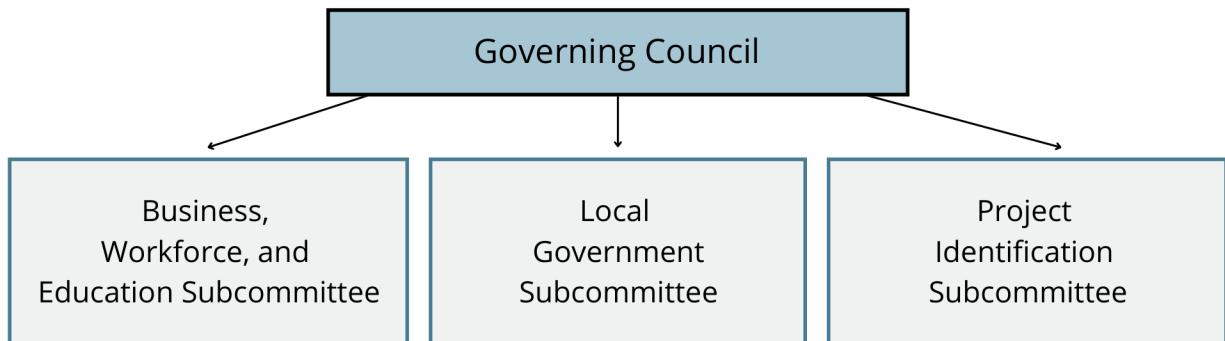 Governing Council
Business,
Workforce, and
Education Subcommittee
Local
Government
Subcommittee
Project
Identification
Subcommittee